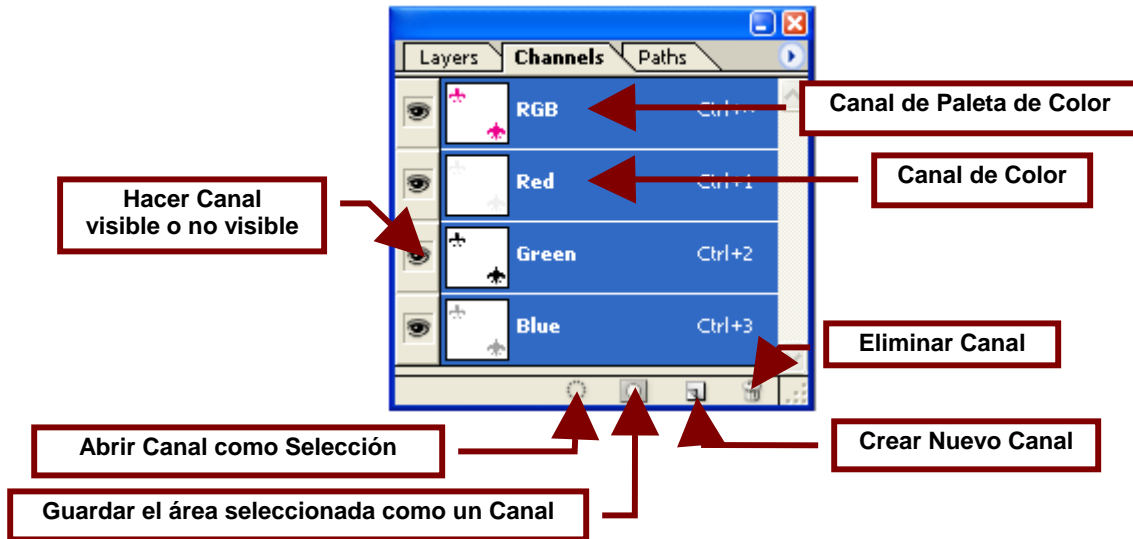 Layers Channels Paths
RGB
Canal de Paleta de Color
Red
Canal de Color
Hacer Canal
visible o no visible
Green Ctrl+2
Blue Ctrl+3
Eliminar Canal
Abrir Canal como Selección
Crear Nuevo Canal
Guardar el área seleccionada como un Canal